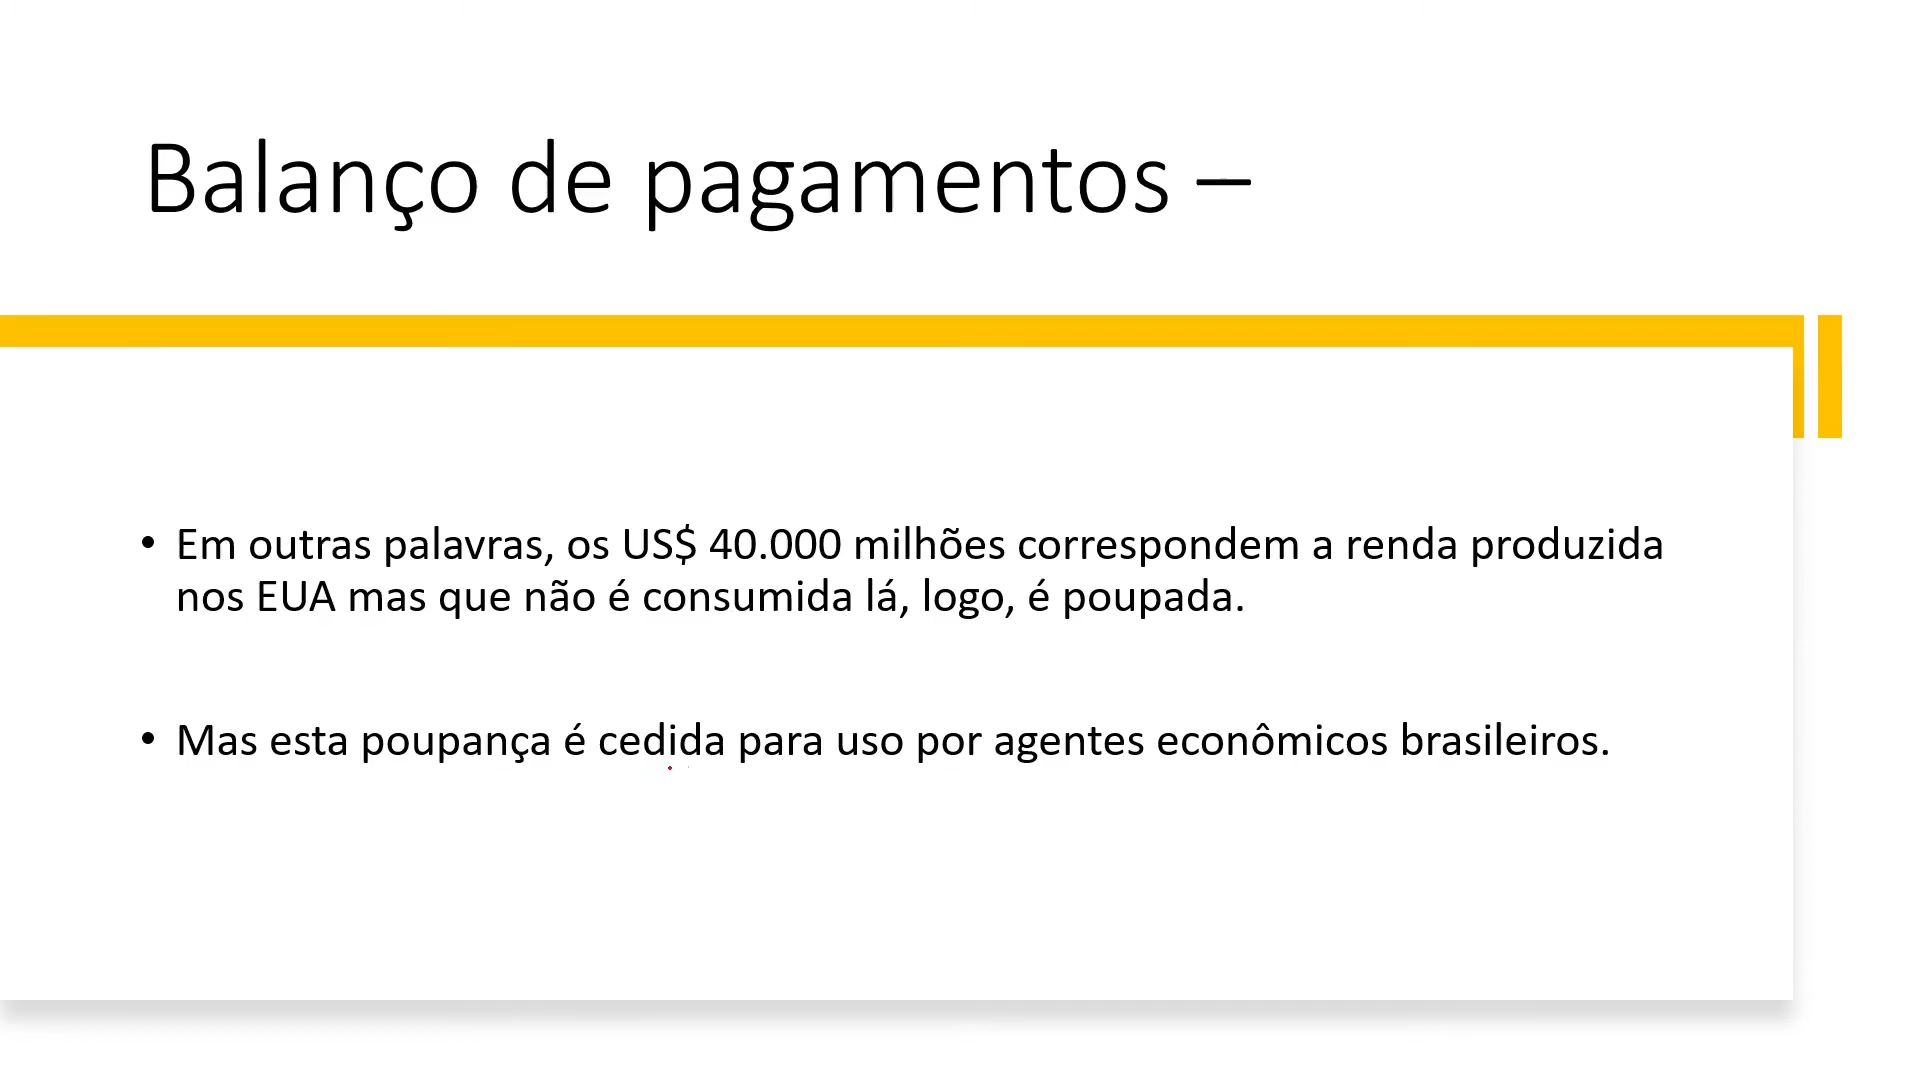 Balanço de pagamentos –
• Em outras palavras, os US$ 40.000 milhões correspondem a renda produzida
nos EUA mas que não é consumida lá, logo, é poupada.
• Mas esta poupança é cedida para uso por agentes econômicos brasileiros.